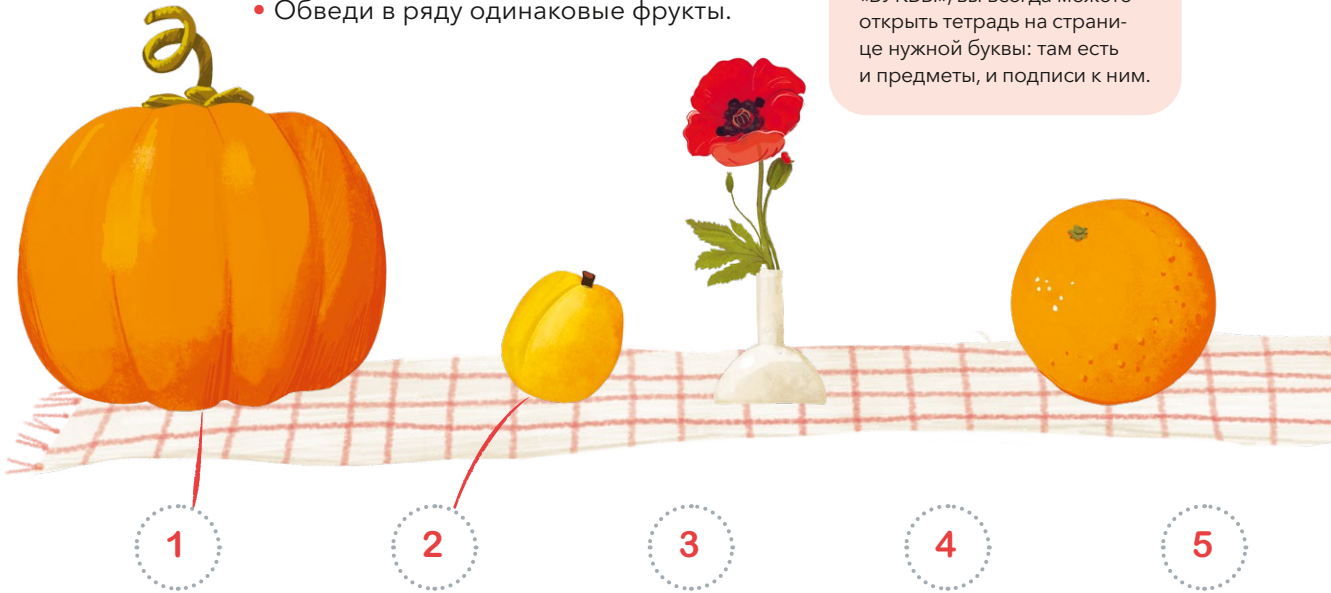 • Обведи в ряду одинаковые фрукты.
открыть тетрадь на страни-
це нужной буквы: там есть
и предметы, и подписи к ним.
1 2 3 4 5